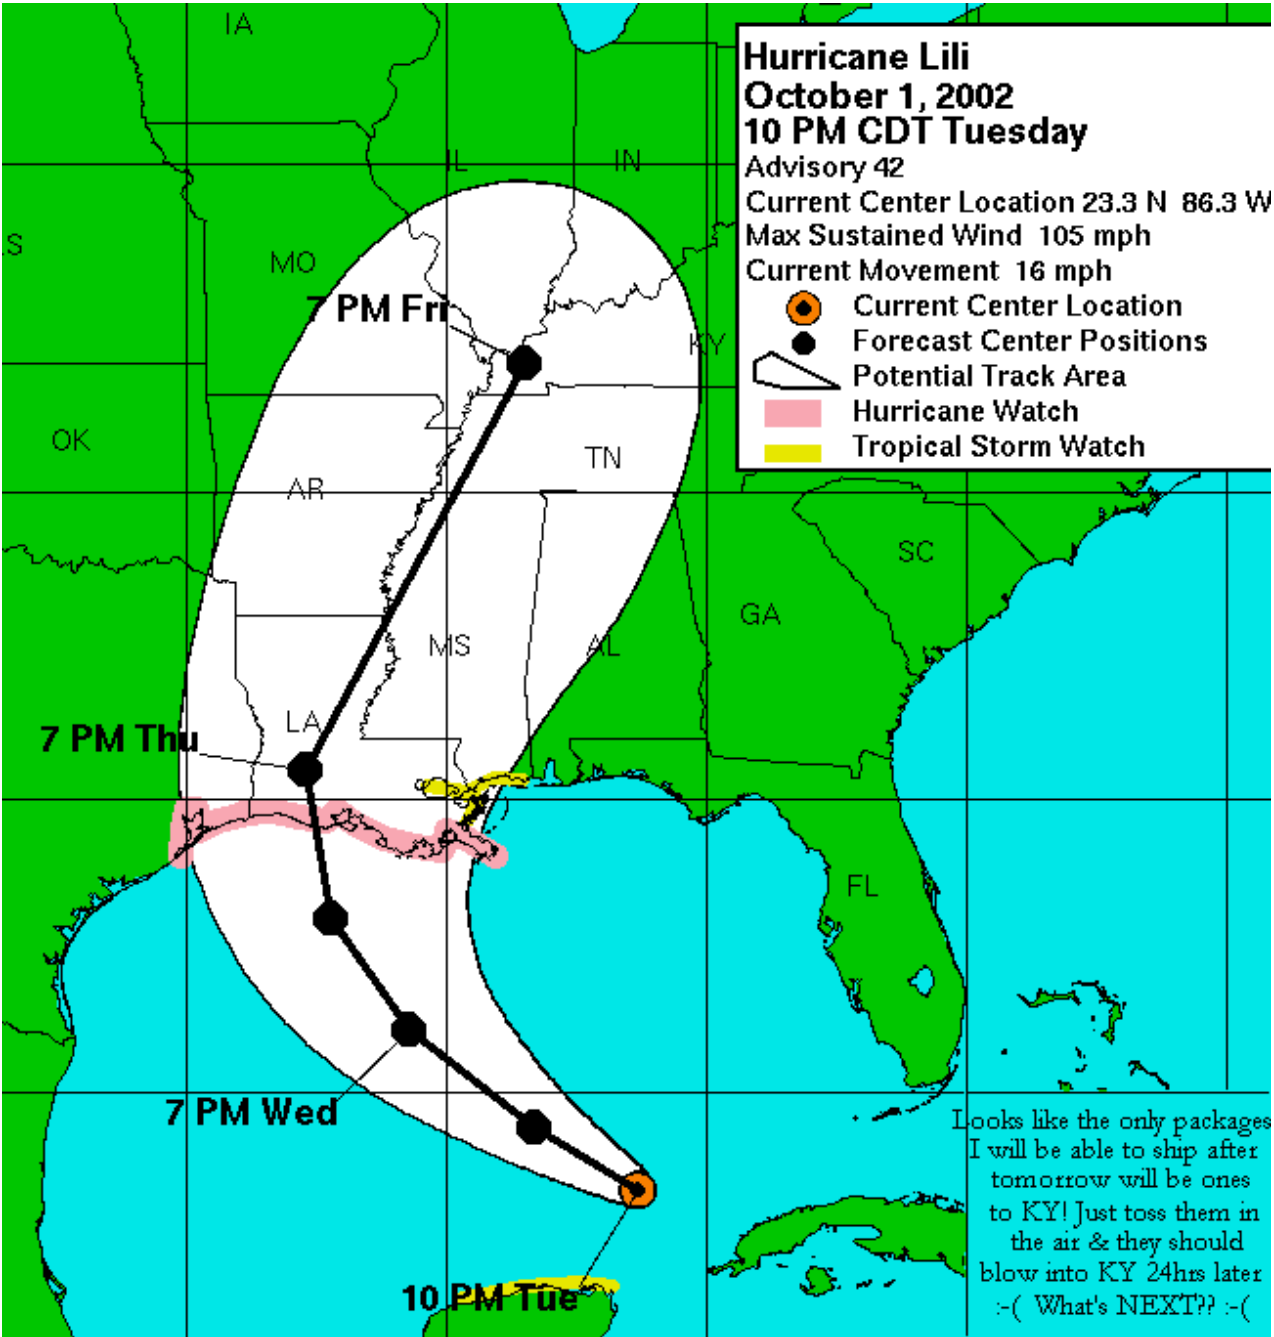 IA
Hurricane Lili
October 1, 2002
10 PM CDT Tuesday
Advisory 42
Current Center Location 23.3 N 86.3 W
Max Sustained Wind 105 mph
Current Movement 16 mph
Current Center Location
Forecast Center Positions
Potential Track Area
Hurricane Watch
Tropical Storm Watch
IL
IN
S
MO
7 PM Fri
KY
OK
TN
AR
SC
GA
MS
AL
LA
7 PM Thu
FL
7 PM Wed
10 PM Tue
Looks like the only packages
I will be able to ship after
tomorrow will be ones
to KY! Just toss them in
the air & they should
blow into KY 24hrs later
:-( What's NEXT?? :-(